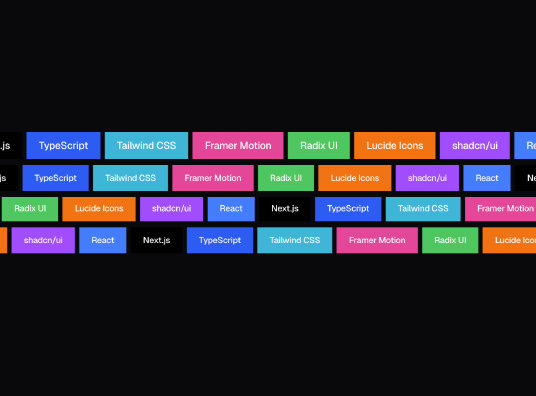 .js TypeScript Tailwind CSS Framer Motion Radix UI Lucide Icons shadcn/ui Re
js TypeScript Tailwind CSS Framer Motion Radix UI Lucide Icons shadcn/ui React Ne
Radix UI Lucide Icons shadcn/ui React Next.js TypeScript Tailwind CSS Framer Motion
shadcn/ui React Next.js TypeScript Tailwind CSS Framer Motion Radix UI Lucide Ico